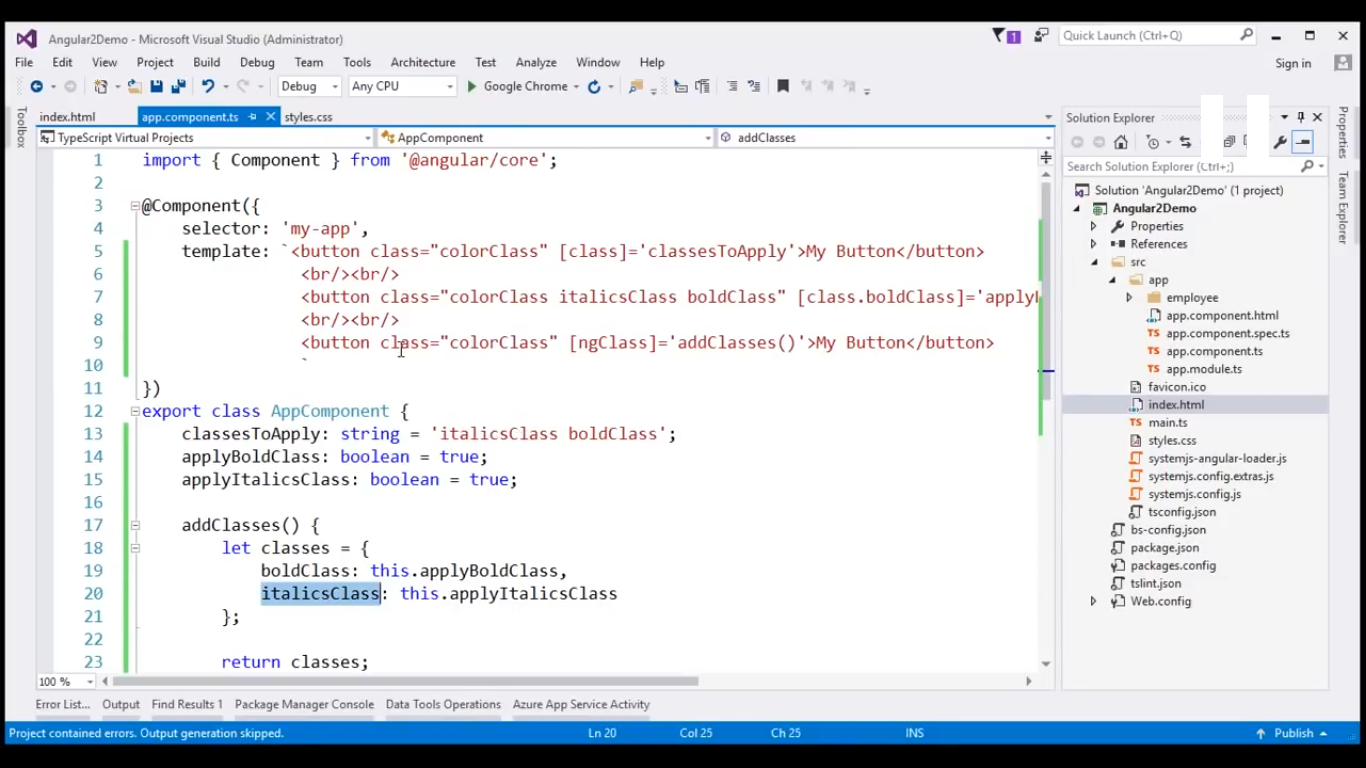 Angular2Demo - Microsoft Visual Studio (Administrator)
1
Quick Launch (Ctrl+Q)
File Edit View Project Build Debug Team Tools Architecture Test Analyze Window Help
Sign in
Debug Any CPU Google Chrome
index.html app.component.ts styles.css
TypeScript Virtual Projects AppComponent addClasses
1 import { Component } from '@angular/core';
2
3 @Component({
4 selector: 'my-app',
5 template: `<button class="colorClass" [class]='classesToApply'>My Button</button>
6 <br/><br/>
7 <button class="colorClass italicsClass boldClass" [class.boldClass]='applyB
8 <br/><br/>
9 <button class="colorClass" [ngClass]='addClasses()'>My Button</button>
10 `
11 })
12 export class AppComponent {
13 classesToApply: string = 'italicsClass boldClass';
14 applyBoldClass: boolean = true;
15 applyItalicsClass: boolean = true;
16
17 addClasses() {
18 let classes = {
19 boldClass: this.applyBoldClass,
20 italicsClass: this.applyItalicsClass
21 };
22
23 return classes;
100 %
Toolbox
Solution Explorer
Search Solution Explorer (Ctrl+;)
Solution 'Angular2Demo' (1 project)
Angular2Demo
Properties
References
src
app
employee
app.component.html
app.component.spec.ts
app.component.ts
app.module.ts
favicon.ico
index.html
main.ts
styles.css
systemjs-angular-loader.js
systemjs.config.extras.js
systemjs.config.js
tsconfig.json
bs-config.json
package.json
packages.config
tslint.json
Web.config
Properties
Team Explorer
Error List... Output Find Results 1 Package Manager Console Data Tools Operations Azure App Service Activity
Project contained errors. Output generation skipped. Ln 20 Col 25 Ch 25 INS Publish